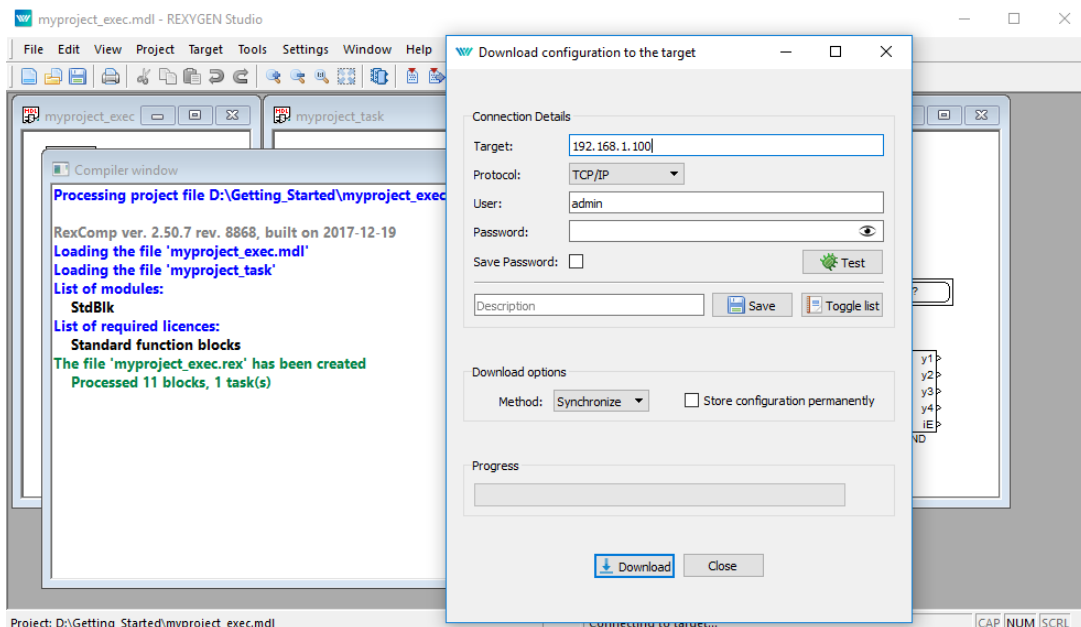 myproject_exec.mdl - REXYGEN Studio
File Edit View Project Target Tools Settings Window Help
myproject_exec
myproject_task
Compiler window
Processing project file D:\Getting_Started\myproject_exec
RexComp ver. 2.50.7 rev. 8868, built on 2017-12-19
Loading the file 'myproject_exec.mdl'
Loading the file 'myproject_task'
List of modules:
StdBlk
List of required licences:
Standard function blocks
The file 'myproject_exec.rex' has been created
Processed 11 blocks, 1 task(s)
Download configuration to the target
Connection Details
Target: 192.168.1.100
Protocol: TCP/IP
User: admin
Password:
Save Password: Test
Description Save Toggle list
Download options
Method: Synchronize Store configuration permanently
Progress
Download Close
?
y1
y2
y3
y4
iE
ND
Project: D:\Getting_Started\myproject_exec.mdl
Connecting to target...
CAP NUM SCRL